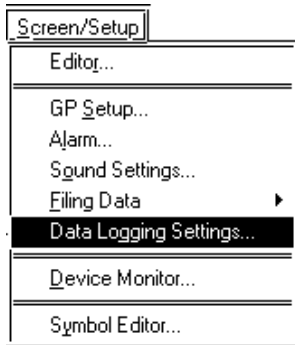 Screen/Setup
Editor...
GP Setup...
Alarm...
Sound Settings...
Filing Data
Data Logging Settings...
Device Monitor...
Symbol Editor...